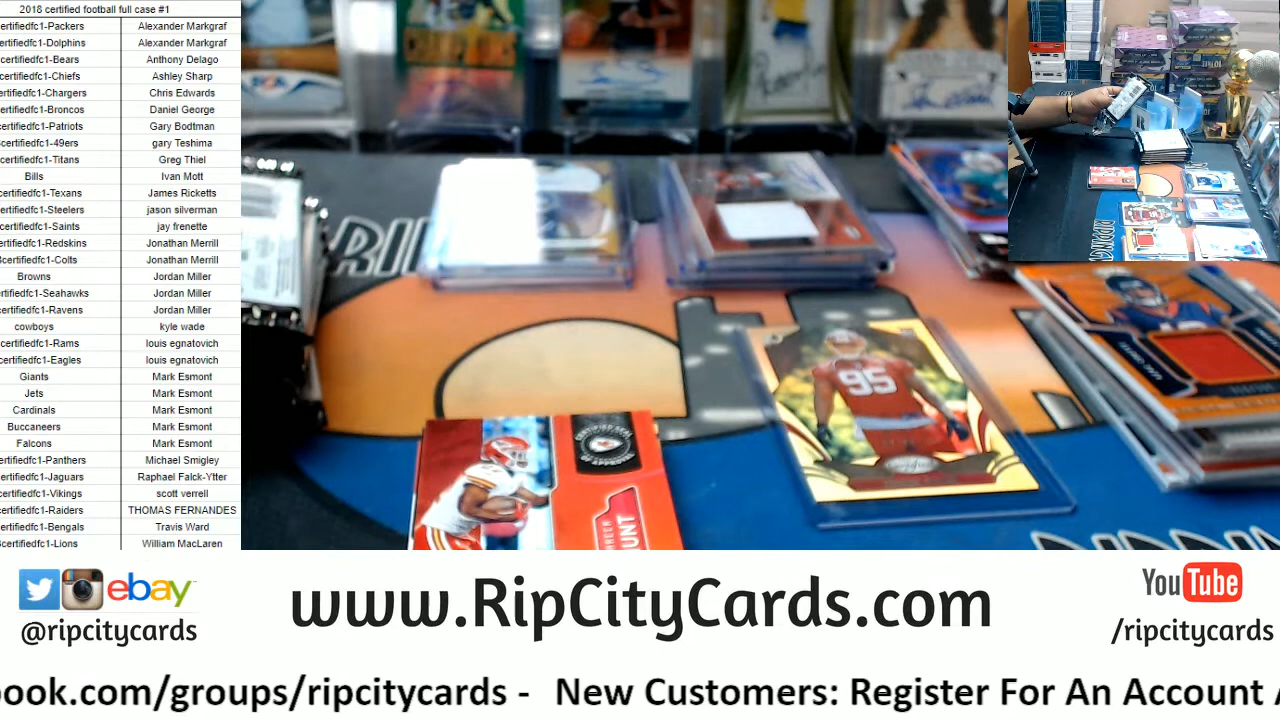 2018 certified football full case #1
ertifiedfc1-Packers Alexander Markgraf
ertifiedfc1-Dolphins Alexander Markgraf
ertifiedfc1-Bears Anthony Delago
certifiedfc1-Chiefs Ashley Sharp
ertifiedfc1-Chargers Chris Edwards
ertifiedfc1-Broncos Daniel George
certifiedfc1-Patriots Gary Bodtman
certifiedfc1-49ers gary Teshima
certifiedfc1-Titans Greg Thiel
Bills Ivan Mott
certifiedfc1-Texans James Ricketts
certifiedfc1-Steelers jason silverman
certifiedfc1-Saints jay frenette
ertifiedfc1-Redskins Jonathan Merrill
certifiedfc1-Colts Jonathan Merrill
Browns Jordan Miller
rtifiedfc1-Seahawks Jordan Miller
certifiedfc1-Ravens Jordan Miller
cowboys kyle wade
certifiedfc1-Rams louis egnatovich
certifiedfc1-Eagles louis egnatovich
Giants Mark Esmont
Jets Mark Esmont
Cardinals Mark Esmont
Buccaneers Mark Esmont
Falcons Mark Esmont
ertifiedfc1-Panthers Michael Smigley
ertifiedfc1-Jaguars Raphael Falck-Ytter
ertifiedfc1-Vikings scott verrell
ertifiedfc1-Raiders THOMAS FERNANDES
ertifiedfc1-Bengals Travis Ward
certifiedfc1-Lions William MacLaren
RI
95
CERTIFIED SEAL
OF APPROVAL
UNT
ebay
@ripcitycards
www.RipCityCards.com
YouTube
/ripcitycards
book.com/groups/ripcitycards - New Customers: Register For An Account